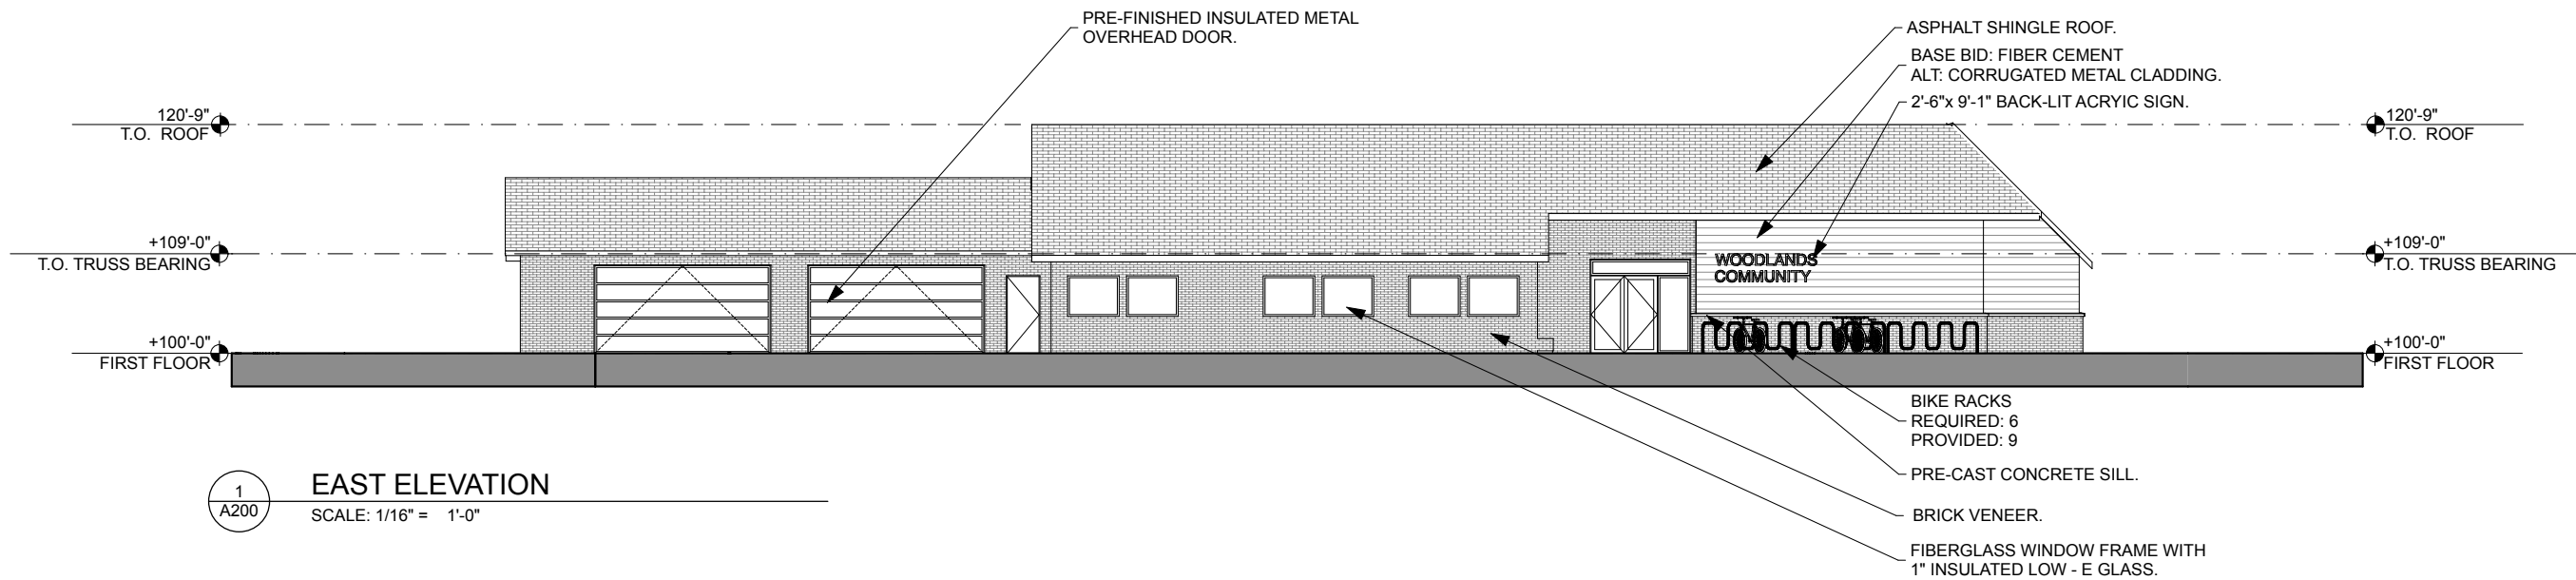 PRE-FINISHED INSULATED METAL
OVERHEAD DOOR.
ASPHALT SHINGLE ROOF.
BASE BID: FIBER CEMENT
ALT: CORRUGATED METAL CLADDING.
2'-6"x 9'-1" BACK-LIT ACRYIC SIGN.
120'-9"
T.O. ROOF
120'-9"
T.O. ROOF
+109'-0"
T.O. TRUSS BEARING
+109'-0"
T.O. TRUSS BEARING
WOODLANDS
COMMUNITY
+100'-0"
FIRST FLOOR
+100'-0"
FIRST FLOOR
BIKE RACKS
REQUIRED: 6
PROVIDED: 9
PRE-CAST CONCRETE SILL.
BRICK VENEER.
FIBERGLASS WINDOW FRAME WITH
1" INSULATED LOW - E GLASS.
1
A200
EAST ELEVATION
SCALE: 1/16" = 1'-0"